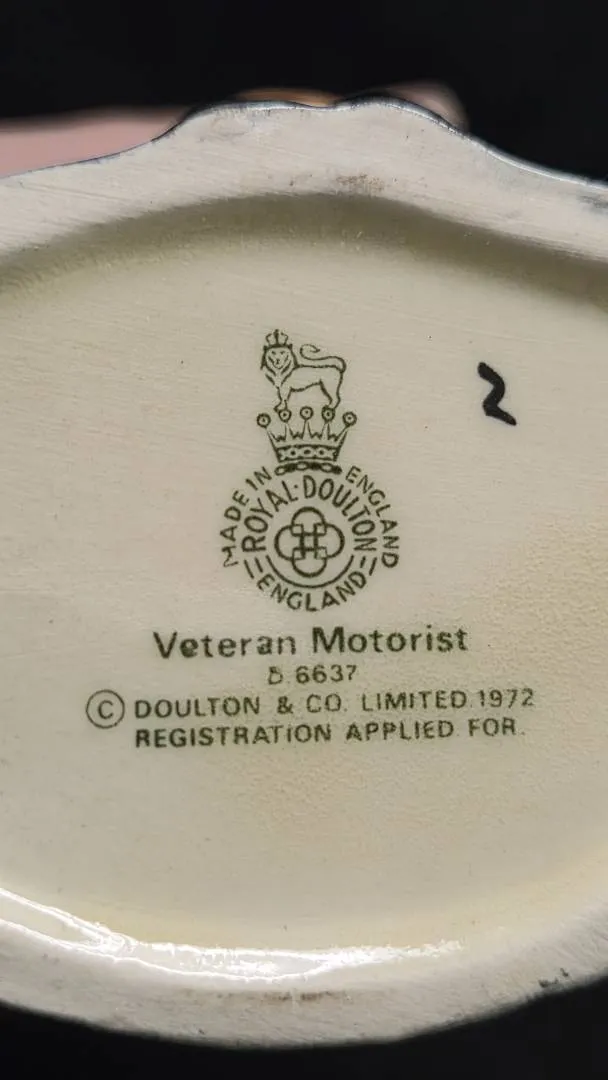 MADE IN ENGLAND
ROYAL·DOULTON
ENGLAND
2
Veteran Motorist
D 6637
© DOULTON & CO. LIMITED 1972
REGISTRATION APPLIED FOR.